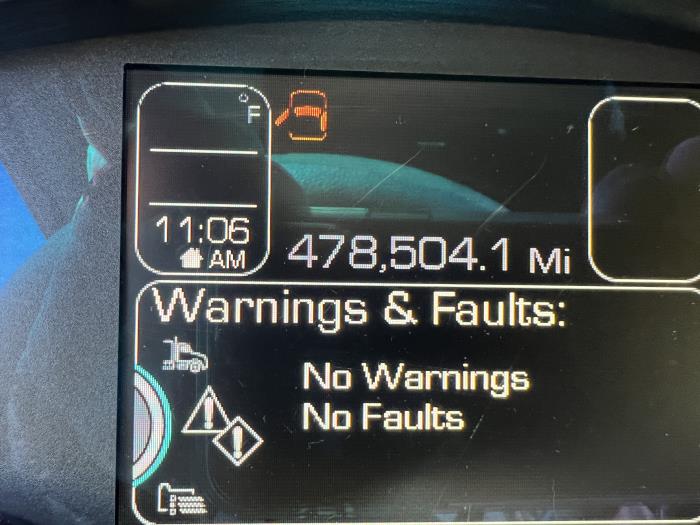 °F
11:06
AM
478,504.1 Mi
Warnings & Faults:
No Warnings
No Faults